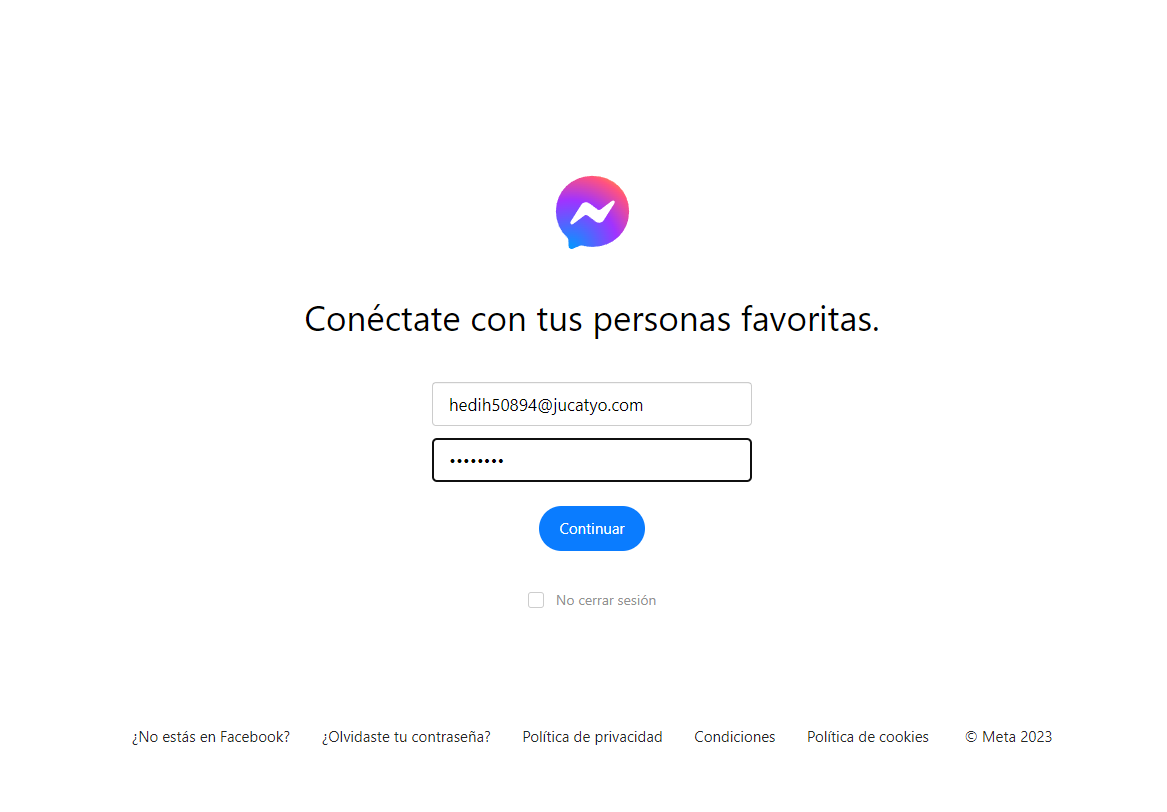 Conéctate con tus personas favoritas.
hedih50894@jucatyo.com
••••••••
Continuar
No cerrar sesión
¿No estás en Facebook? ¿Olvidaste tu contraseña? Política de privacidad Condiciones Política de cookies © Meta 2023